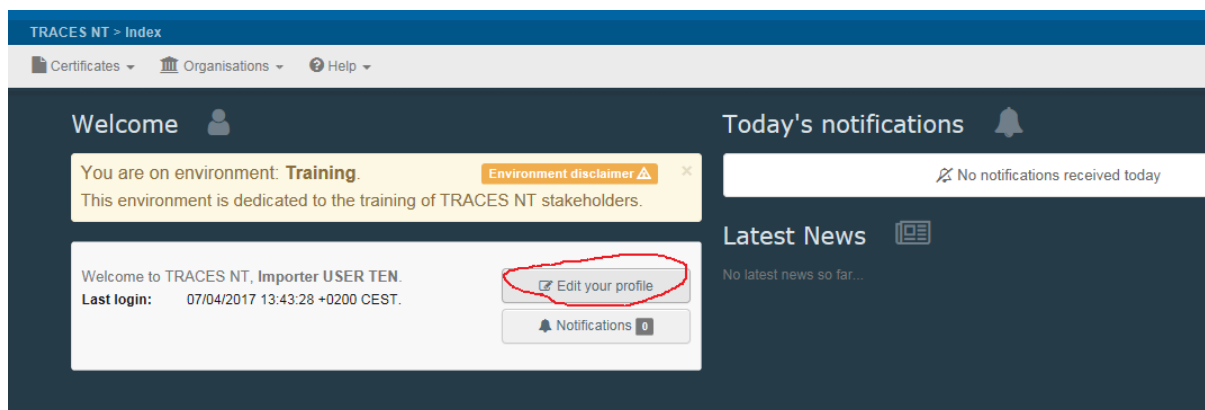 TRACES NT > Index
Certificates Organisations Help
Welcome
You are on environment: Training.
Environment disclaimer
×
This environment is dedicated to the training of TRACES NT stakeholders.
Welcome to TRACES NT, Importer USER TEN.
Last login: 07/04/2017 13:43:28 +0200 CEST.
Edit your profile
Notifications 0
Today's notifications
No notifications received today
Latest News
No latest news so far...